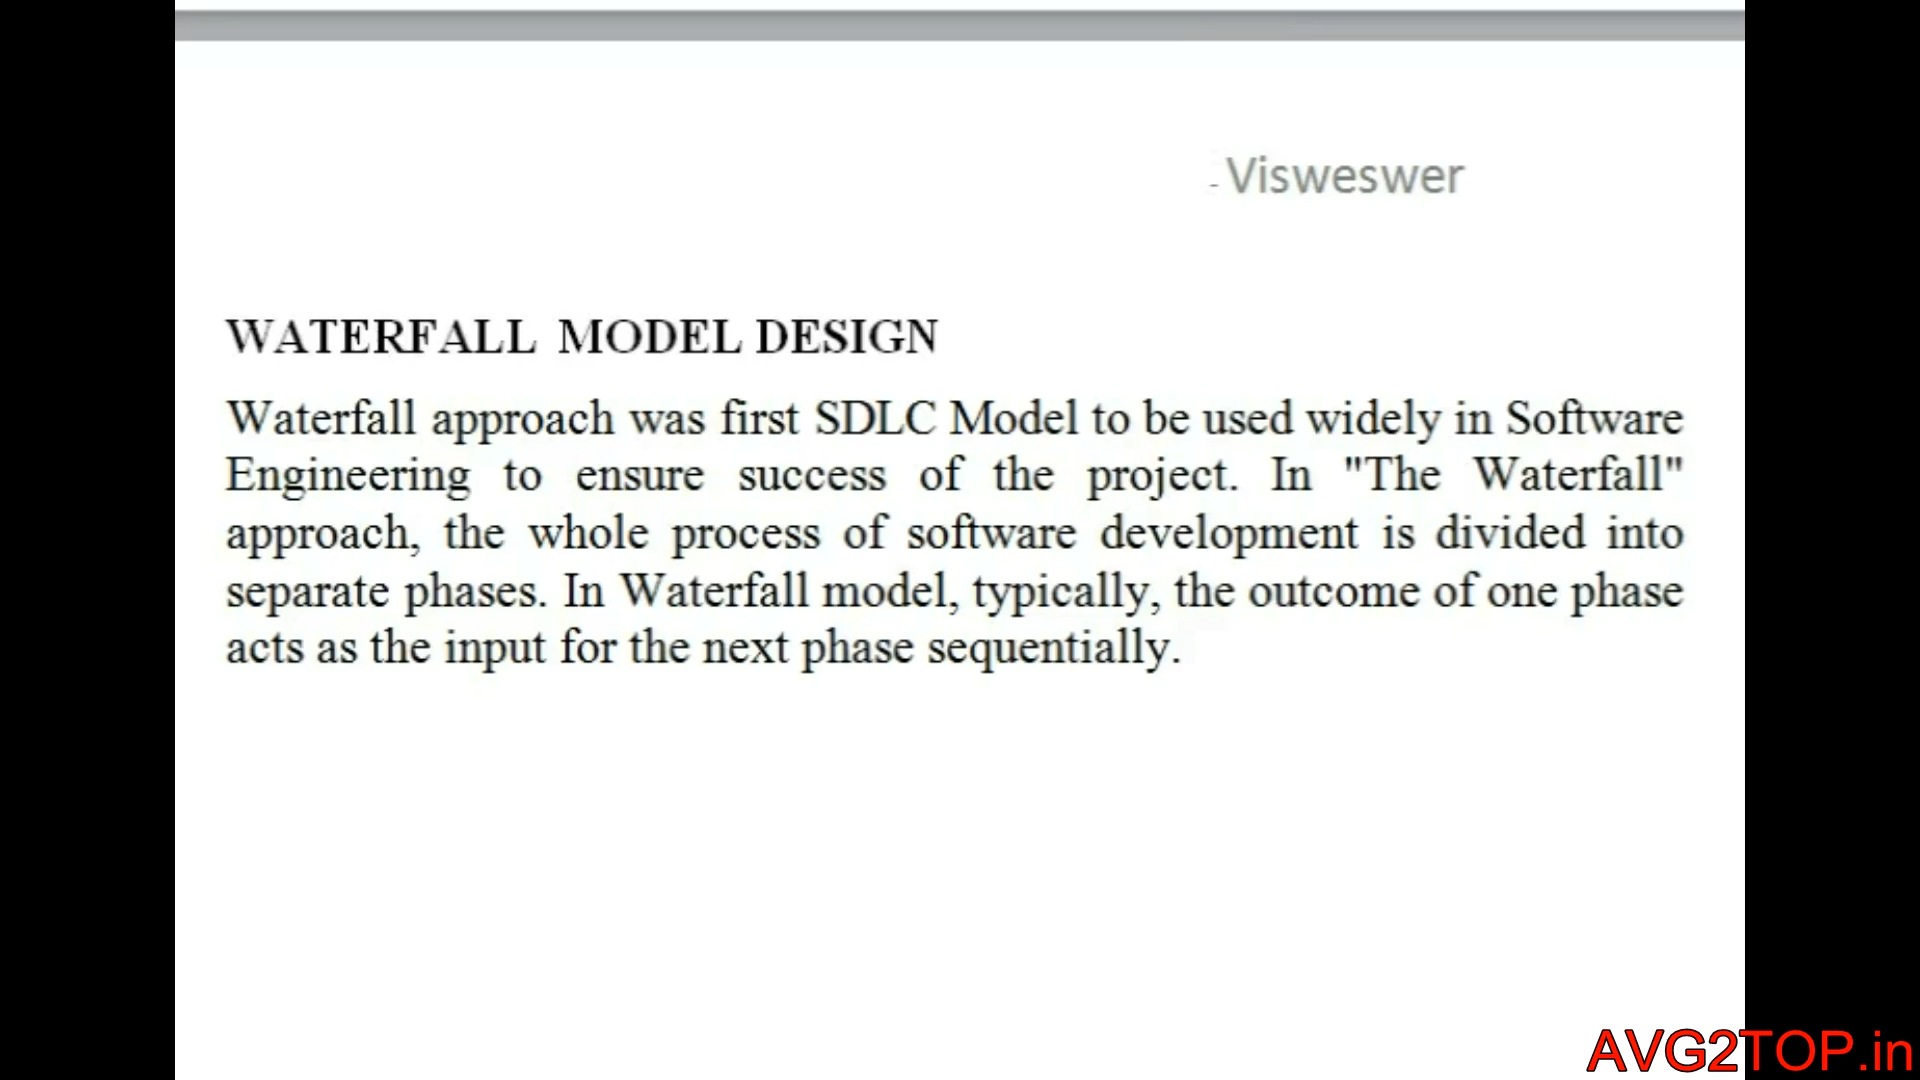 - Visweswer
WATERFALL MODEL DESIGN
Waterfall approach was first SDLC Model to be used widely in Software
Engineering to ensure success of the project. In "The Waterfall"
approach, the whole process of software development is divided into
separate phases. In Waterfall model, typically, the outcome of one phase
acts as the input for the next phase sequentially.
AVG2TOP.in